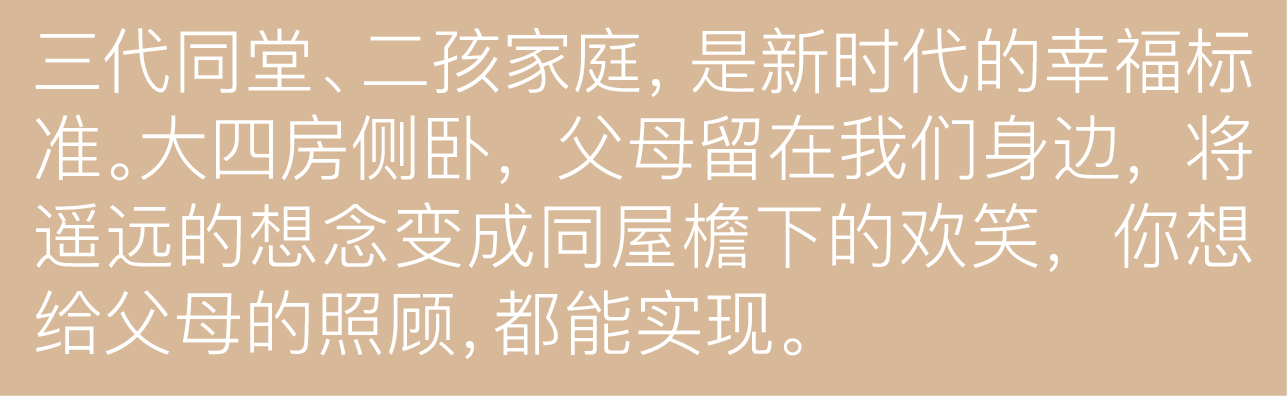 三代同堂、二孩家庭，是新时代的幸福标
准。大四房侧卧，父母留在我们身边，将
遥远的想念变成同屋檐下的欢笑，你想
给父母的照顾，都能实现。